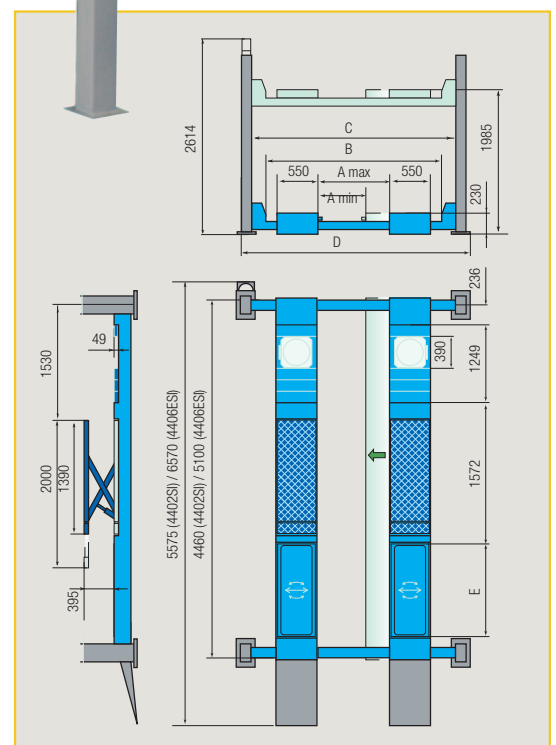 2614
C
B
550
A max
550
A min
1985
230
D
236
49
1530
390
1249
2000
1390
5575 (4402SI) / 6570 (4406ESI)
4460 (4402SI) / 5100 (4406ESI)
1572
395
E